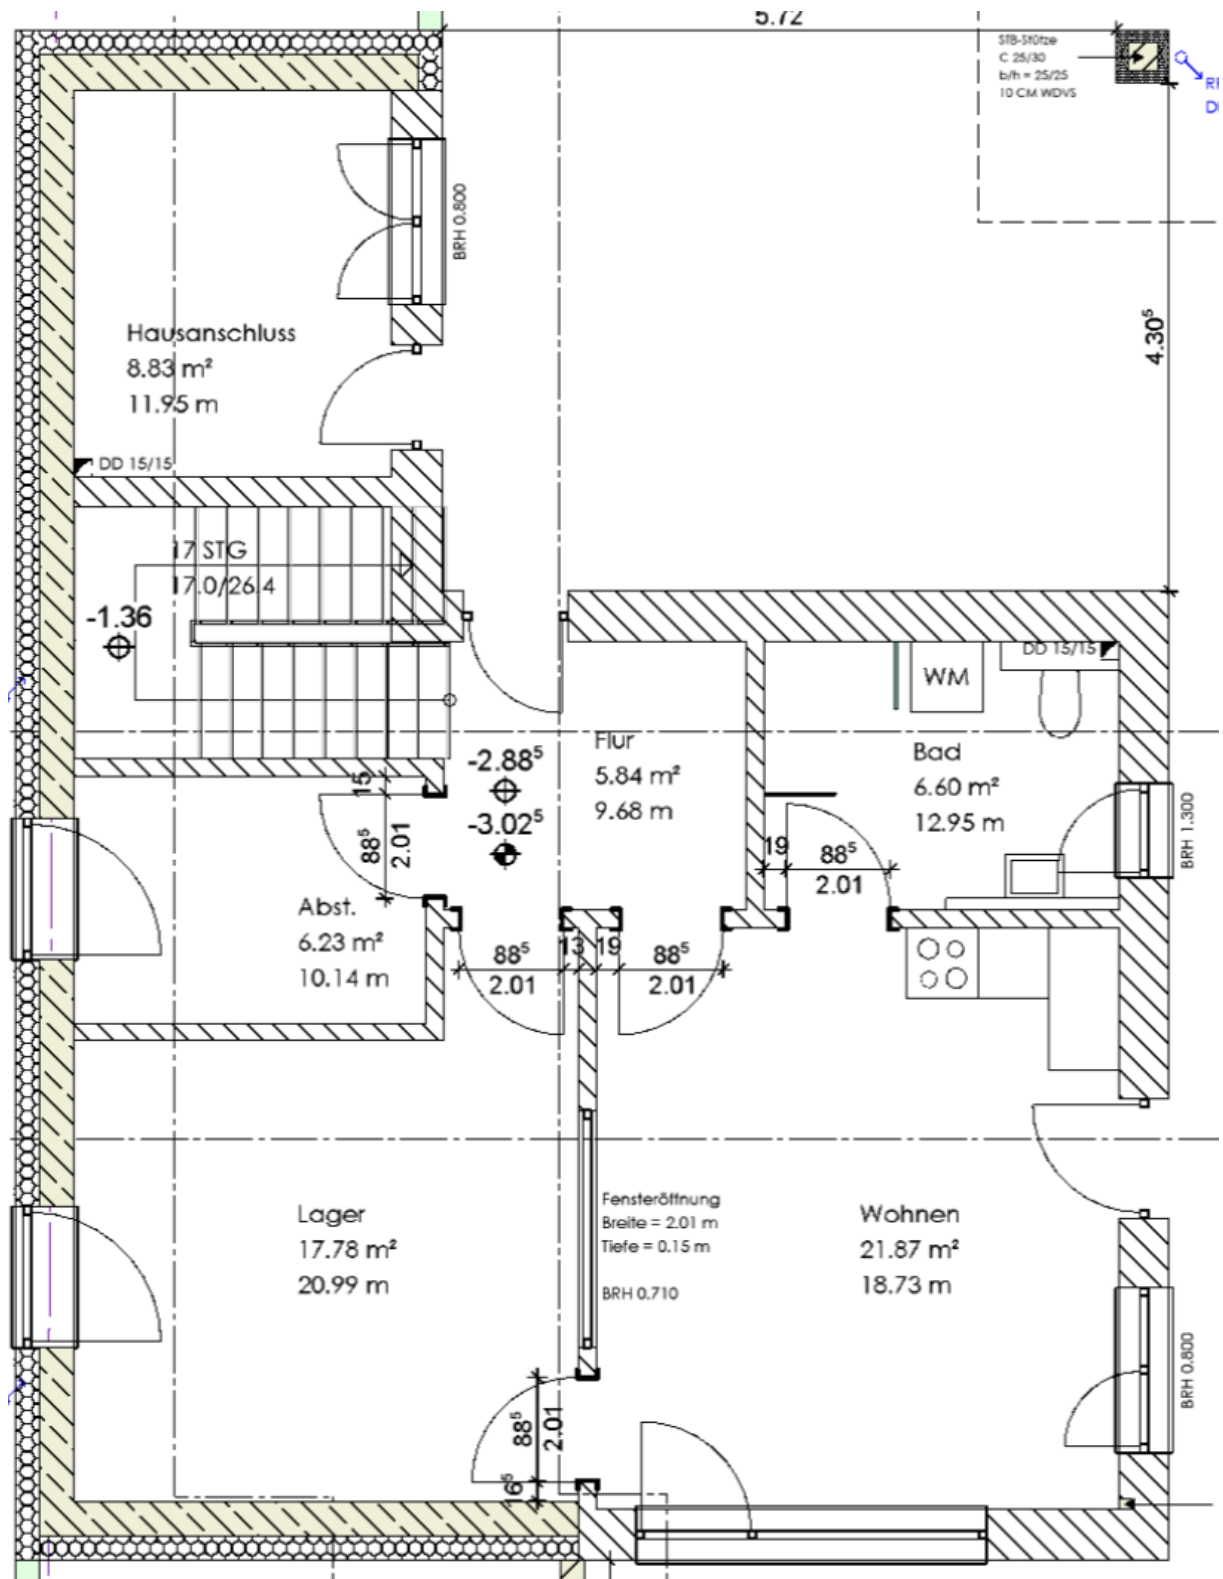 5.72
STB-Stütze
C 25/30
b/h = 25/25
10 CM WDVS
4.30⁵
BRH 0.800
Hausanschluss
8.83 m²
11.95 m
DD 15/15
17 STG
17.0/26.4
-1.36
DD 15/15
WM
Flur
5.84 m²
9.68 m
Bad
6.60 m²
12.95 m
BRH 1.300
-2.88⁵
-3.02⁵
15
88⁵
2.01
19
88⁵
2.01
Abst.
6.23 m²
10.14 m
88⁵
2.01
13
19
88⁵
2.01
Lager
17.78 m²
20.99 m
Fensteröffnung
Breite = 2.01 m
Tiefe = 0.15 m
BRH 0.710
Wohnen
21.87 m²
18.73 m
BRH 0.800
88⁵
2.01
16⁵